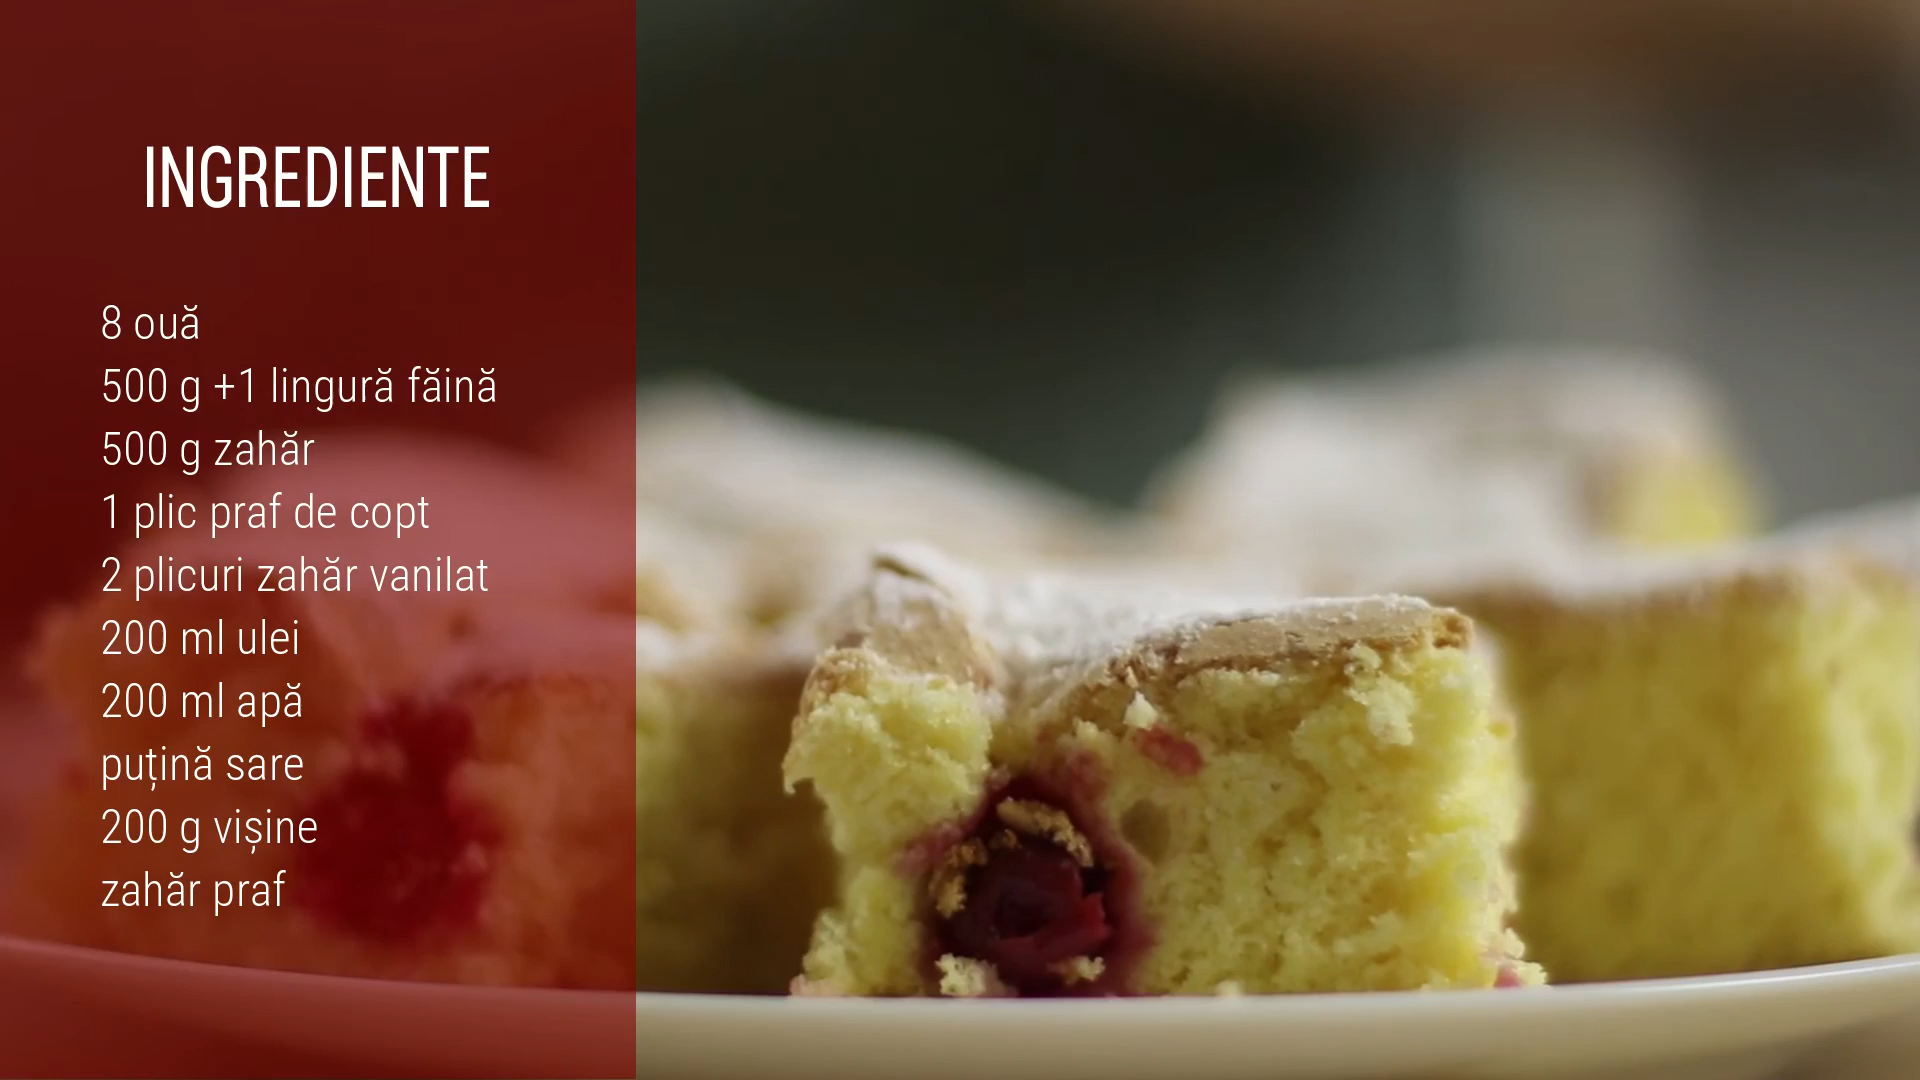 INGREDIENTE
8 ouă
500 g +1 lingură făină
500 g zahăr
1 plic praf de copt
2 plicuri zahăr vanilat
200 ml ulei
200 ml apă
puțină sare
200 g vișine
zahăr praf